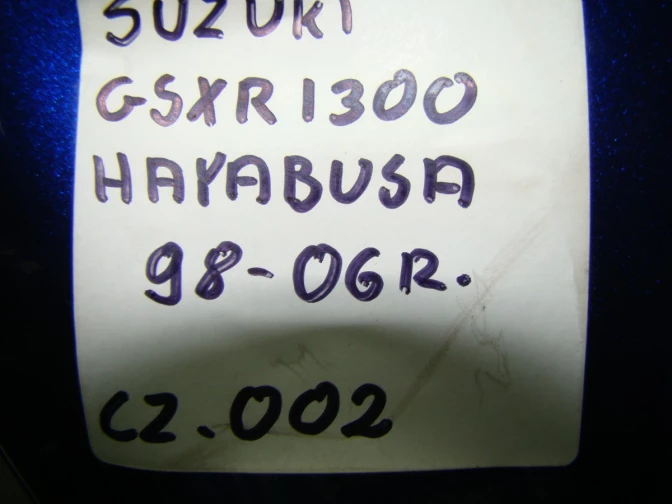 SUZUKI
GSXR1300
HAYABUSA
98-06R.
CZ.002